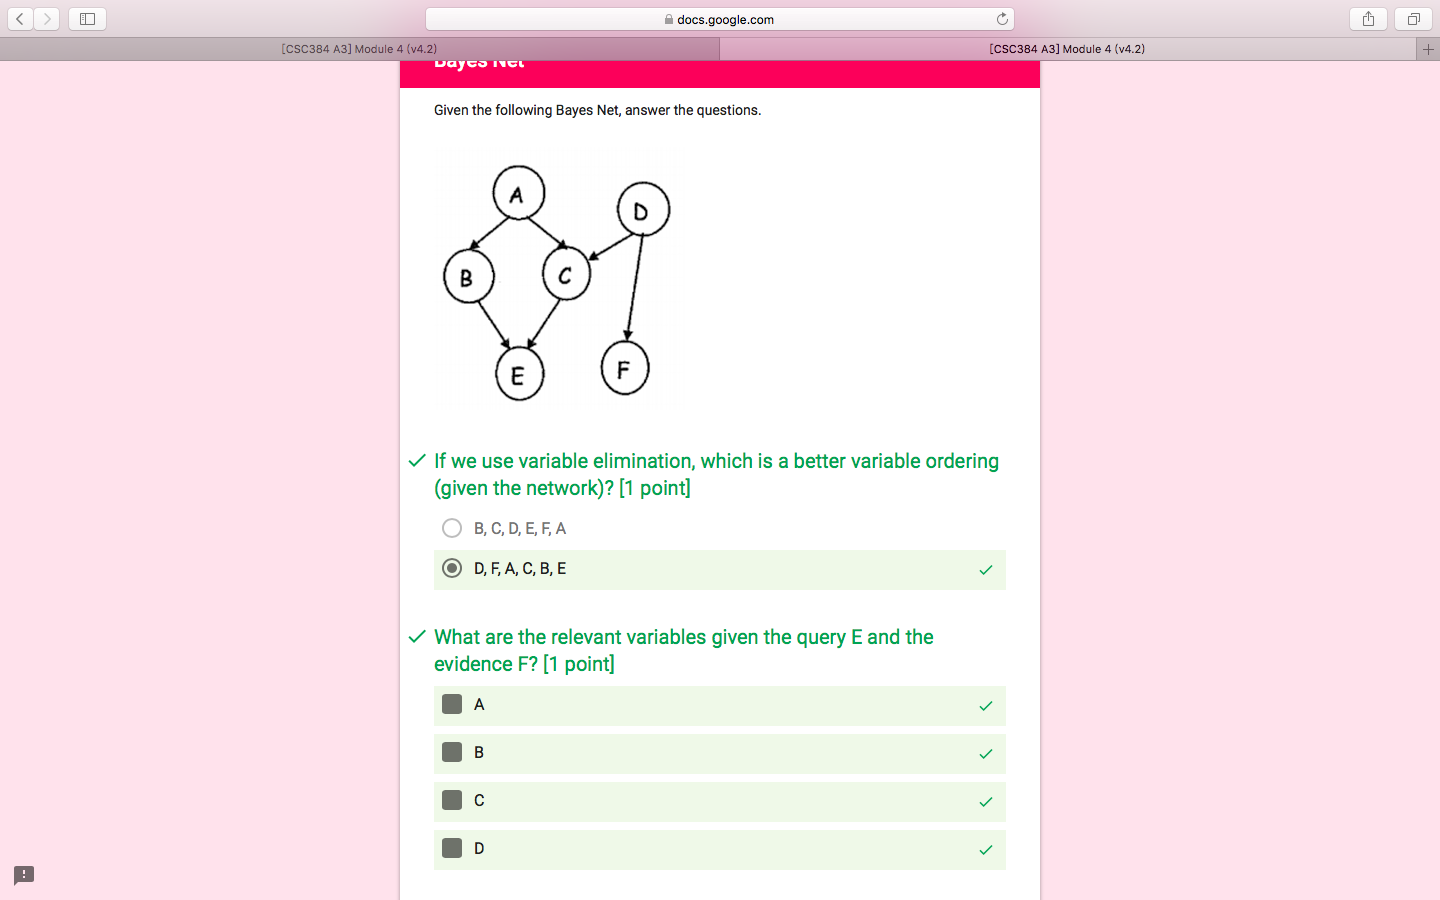 docs.google.com
[CSC384 A3] Module 4 (v4.2)
[CSC384 A3] Module 4 (v4.2)
Bayes Net
Given the following Bayes Net, answer the questions.
A
D
B
C
E
F
If we use variable elimination, which is a better variable ordering
(given the network)? [1 point]
B, C, D, E, F, A
D, F, A, C, B, E
What are the relevant variables given the query E and the
evidence F? [1 point]
A
B
C
D